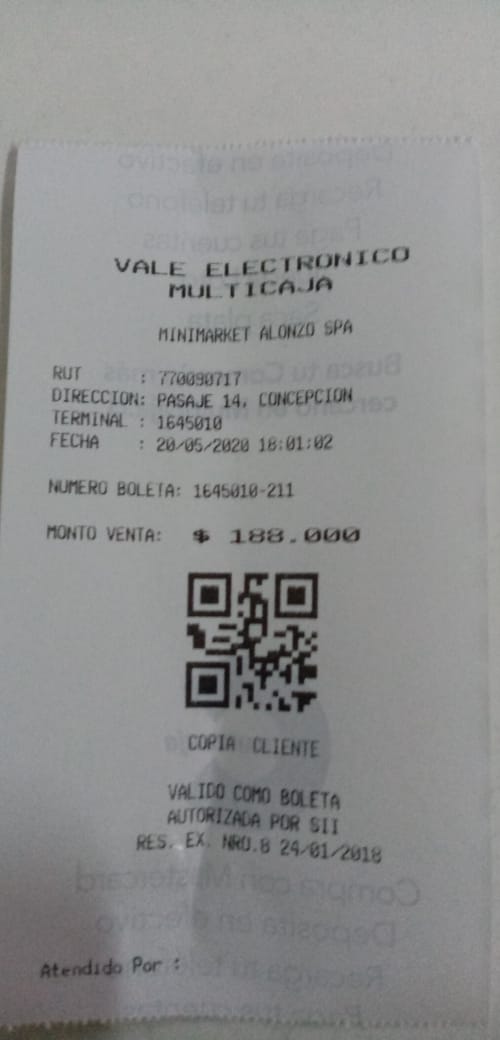 VALE ELECTRONICO
MULTICAJA
MINIMARKET ALONZO SPA
RUT : 770090717
DIRECCION: PASAJE 14, CONCEPCION
TERMINAL : 1645010
FECHA : 20/05/2020 18:01:02
NUMERO BOLETA: 1645010-211
MONTO VENTA: $ 188.000
COPIA CLIENTE
VALIDO COMO BOLETA
AUTORIZADA POR SII
RES. EX. NRO.8 24/01/2018
Atendido Por :